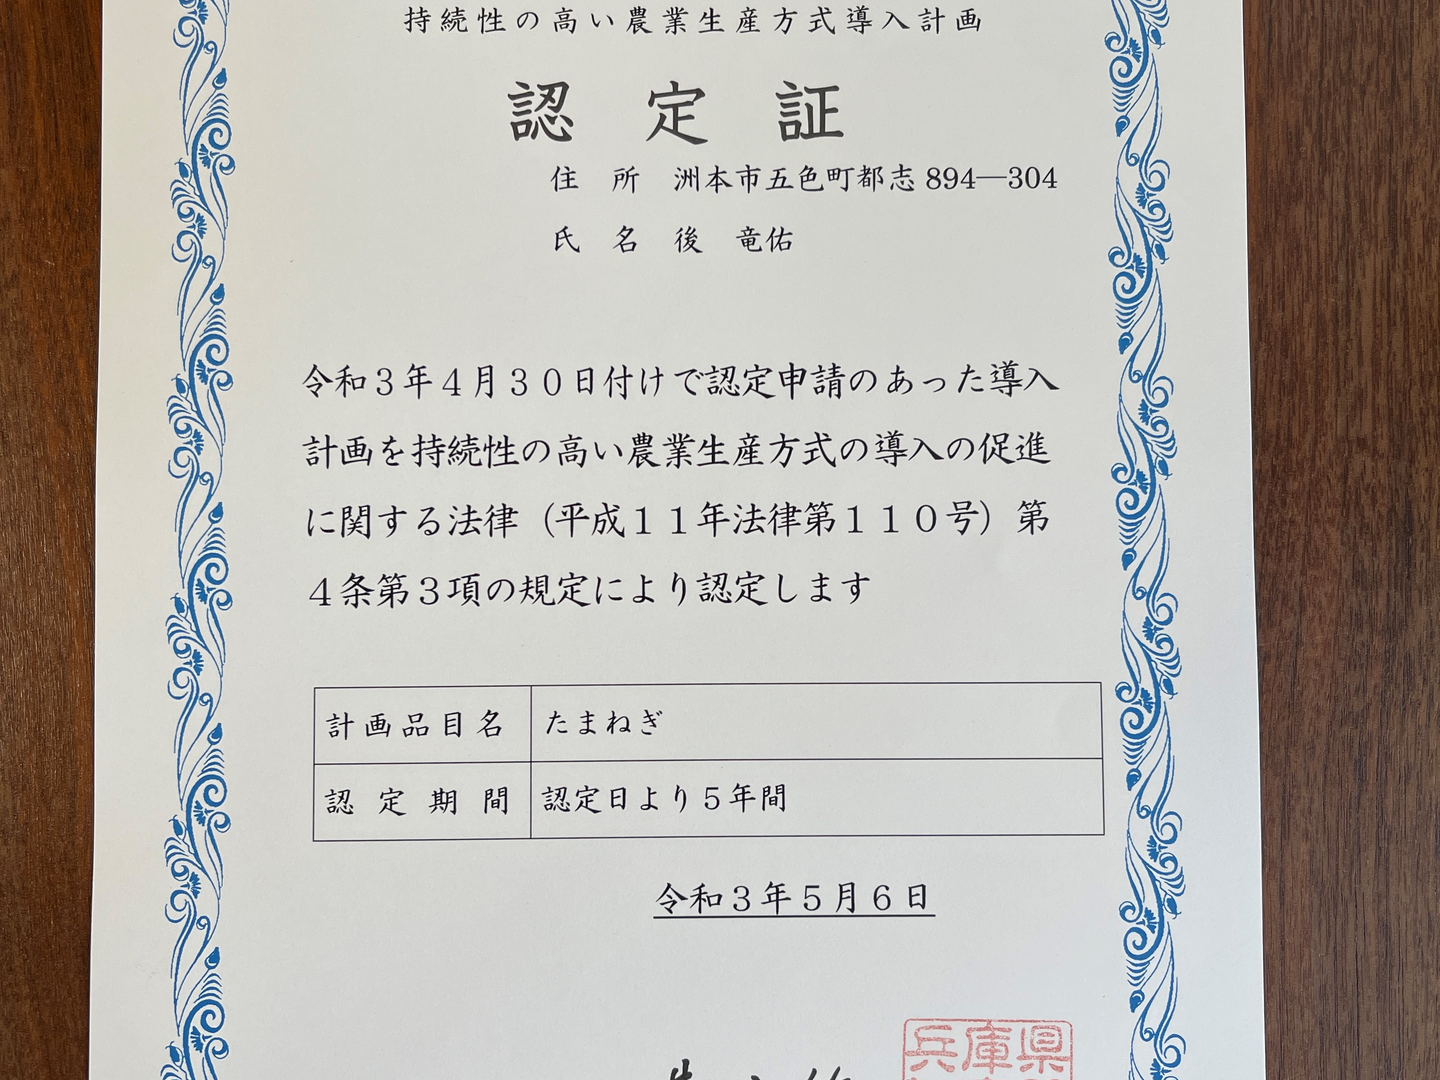 持続性の高い農業生産方式導入計画
認定証
住所 洲本市五色町都志 894―304
氏名 後 竜佑
令和３年４月３０日付けで認定申請のあった導入
計画を持続性の高い農業生産方式の導入の促進
に関する法律（平成１１年法律第１１０号）第
４条第３項の規定により認定します
計画品目名 たまねぎ
認定期間 認定日より５年間
令和３年５月６日
兵庫県